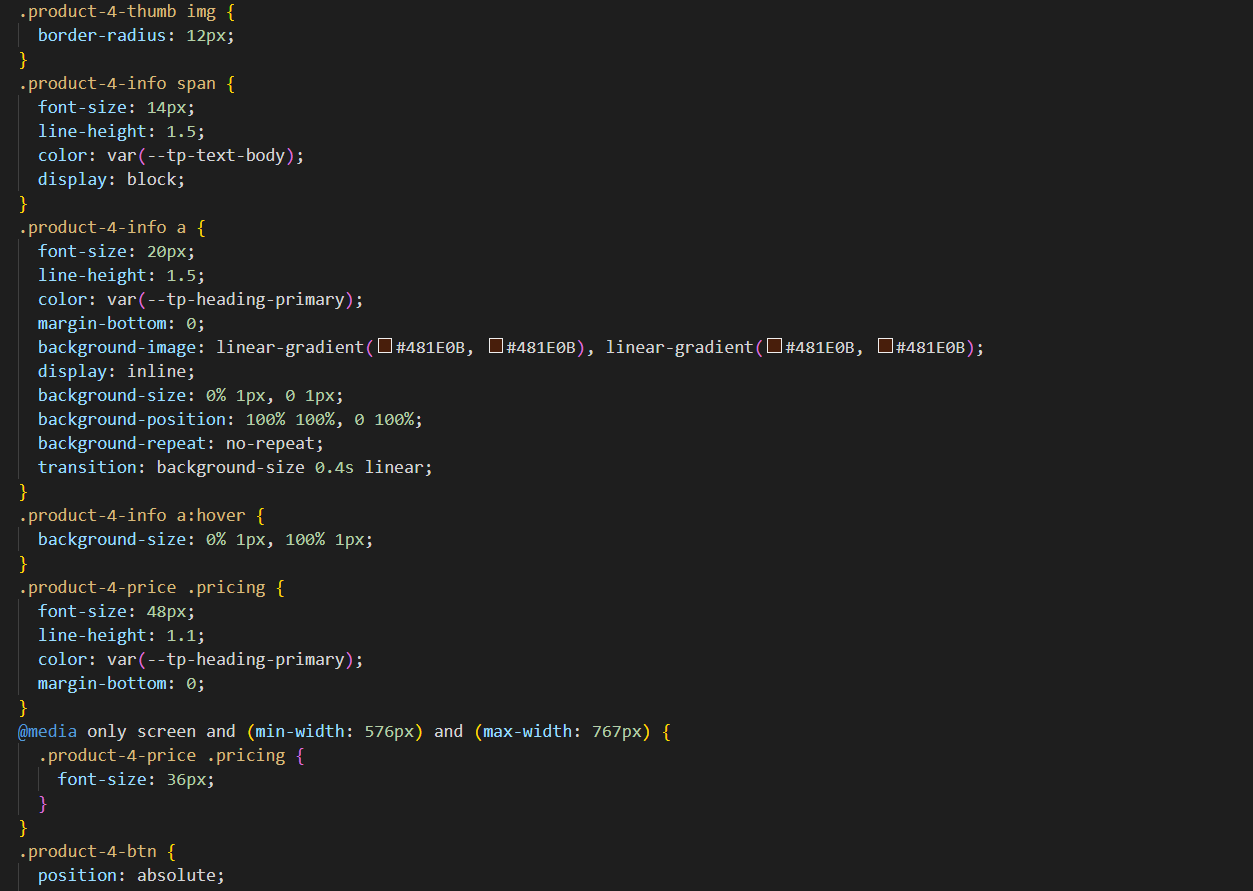 .product-4-thumb img {
  border-radius: 12px;
}
.product-4-info span {
  font-size: 14px;
  line-height: 1.5;
  color: var(--tp-text-body);
  display: block;
}
.product-4-info a {
  font-size: 20px;
  line-height: 1.5;
  color: var(--tp-heading-primary);
  margin-bottom: 0;
  background-image: linear-gradient(#481E0B, #481E0B), linear-gradient(#481E0B, #481E0B);
  display: inline;
  background-size: 0% 1px, 0 1px;
  background-position: 100% 100%, 0 100%;
  background-repeat: no-repeat;
  transition: background-size 0.4s linear;
}
.product-4-info a:hover {
  background-size: 0% 1px, 100% 1px;
}
.product-4-price .pricing {
  font-size: 48px;
  line-height: 1.1;
  color: var(--tp-heading-primary);
  margin-bottom: 0;
}
@media only screen and (min-width: 576px) and (max-width: 767px) {
  .product-4-price .pricing {
    font-size: 36px;
  }
}
.product-4-btn {
  position: absolute;